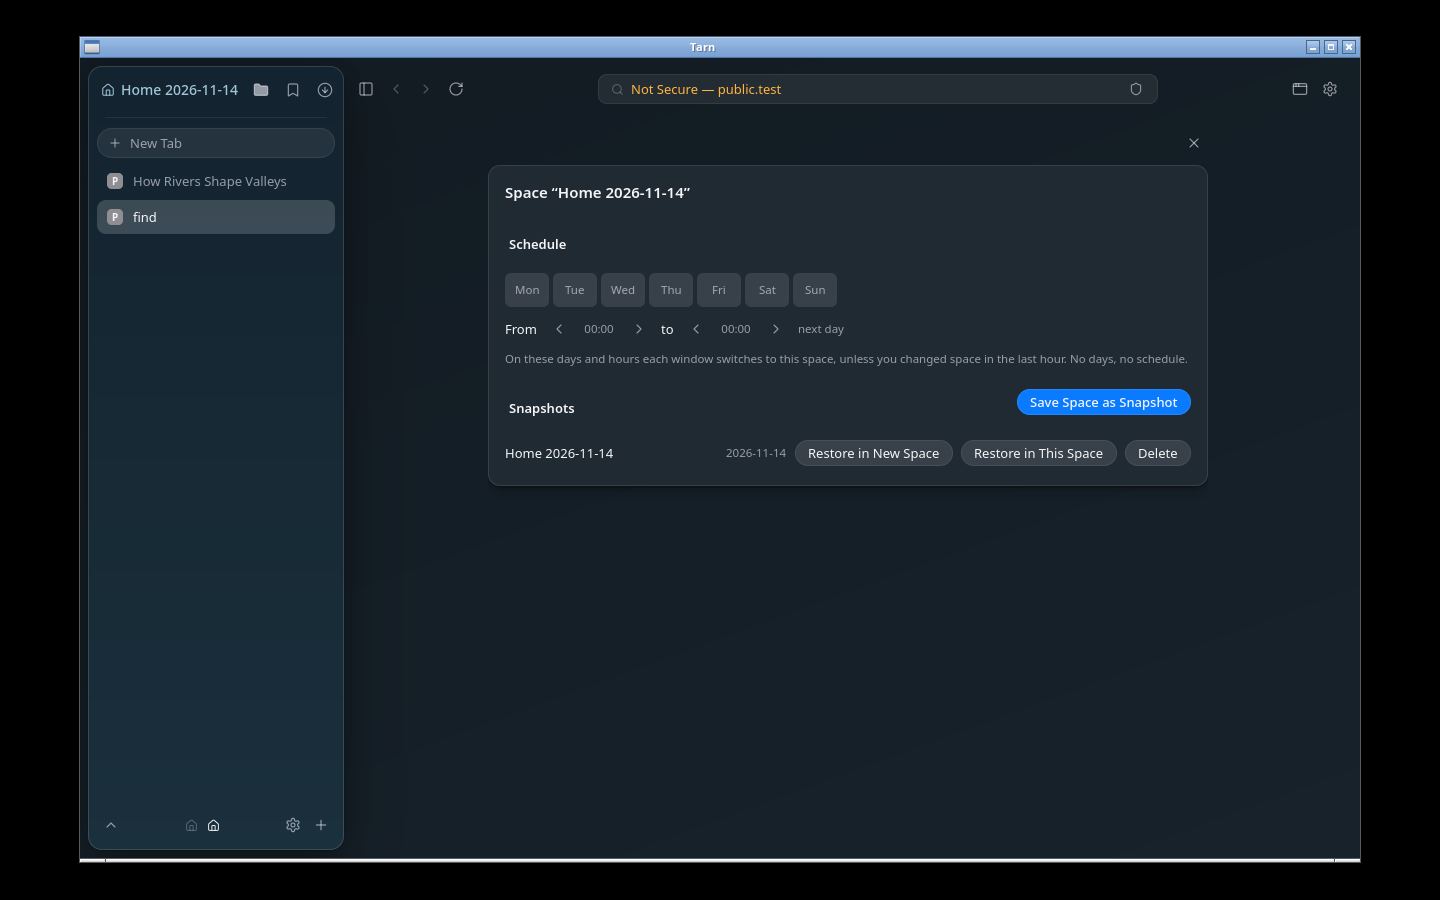 Tarn
Home 2026-11-14
Not Secure — public.test
New Tab
P How Rivers Shape Valleys
P find
Space “Home 2026-11-14”
Schedule
Mon Tue Wed Thu Fri Sat Sun
From 00:00 to 00:00 next day
On these days and hours each window switches to this space, unless you changed space in the last hour. No days, no schedule.
Snapshots Save Space as Snapshot
Home 2026-11-14 2026-11-14 Restore in New Space Restore in This Space Delete